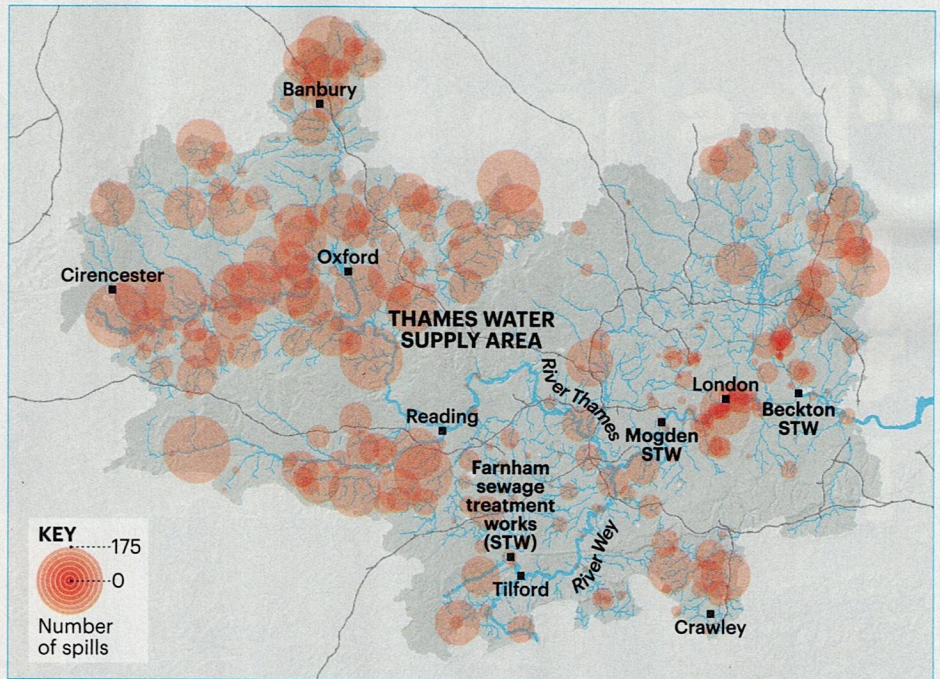 Banbury
Oxford
Cirencester
THAMES WATER
SUPPLY AREA
River Thames
London
Beckton
STW
Mogden
STW
Reading
Farnham
sewage
treatment
works
(STW)
River Wey
Tilford
Crawley
KEY
175
0
Number
of spills